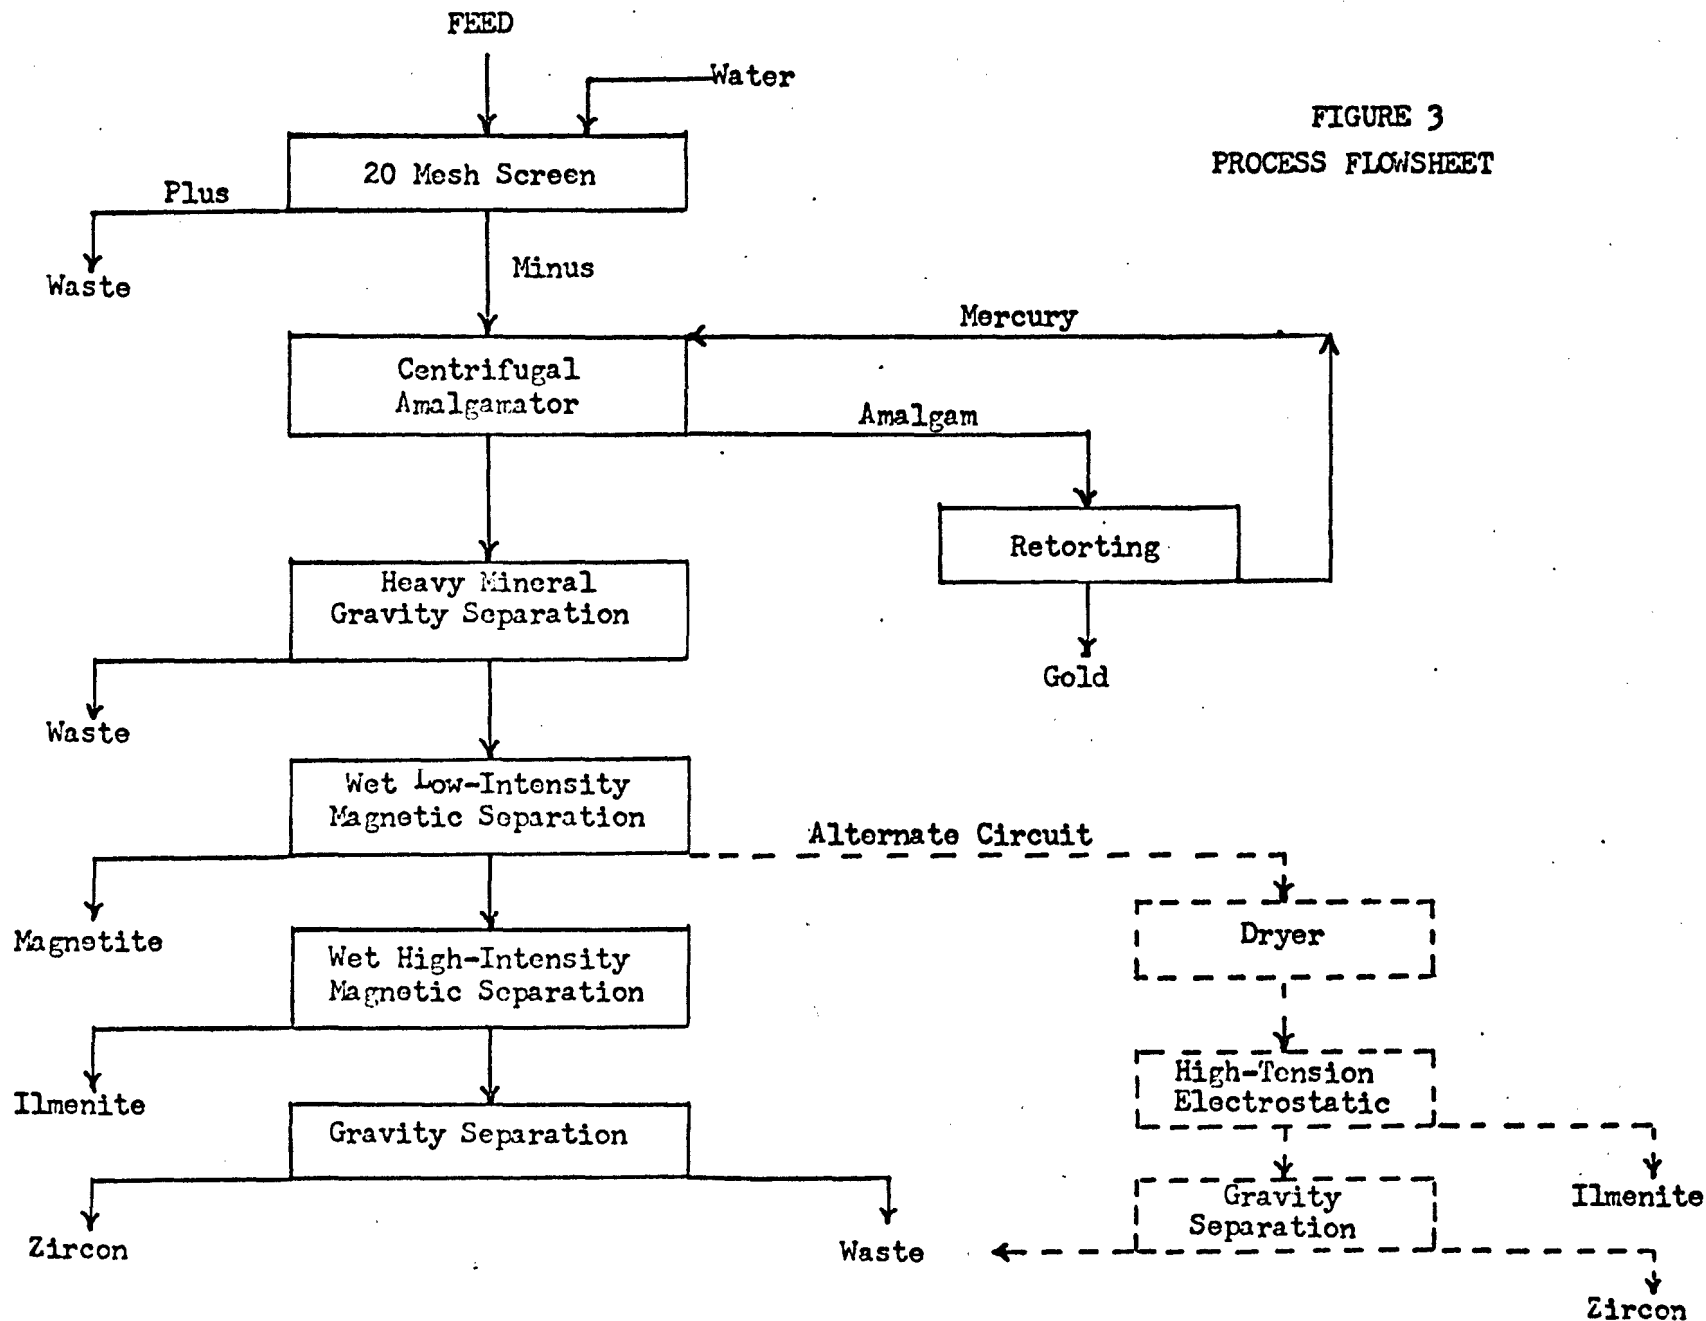 FEED
Water
FIGURE 3
PROCESS FLOWSHEET
20 Mesh Screen
Plus
Waste
Minus
Mercury
Centrifugal
Amalgamator
Amalgam
Retorting
Gold
Heavy Mineral
Gravity Separation
Waste
Wet Low-Intensity
Magnetic Separation
Alternate Circuit
Magnetite
Dryer
Wet High-Intensity
Magnetic Separation
Ilmenite
High-Tension
Electrostatic
Gravity Separation
Ilmenite
Gravity
Separation
Zircon
Waste
Zircon